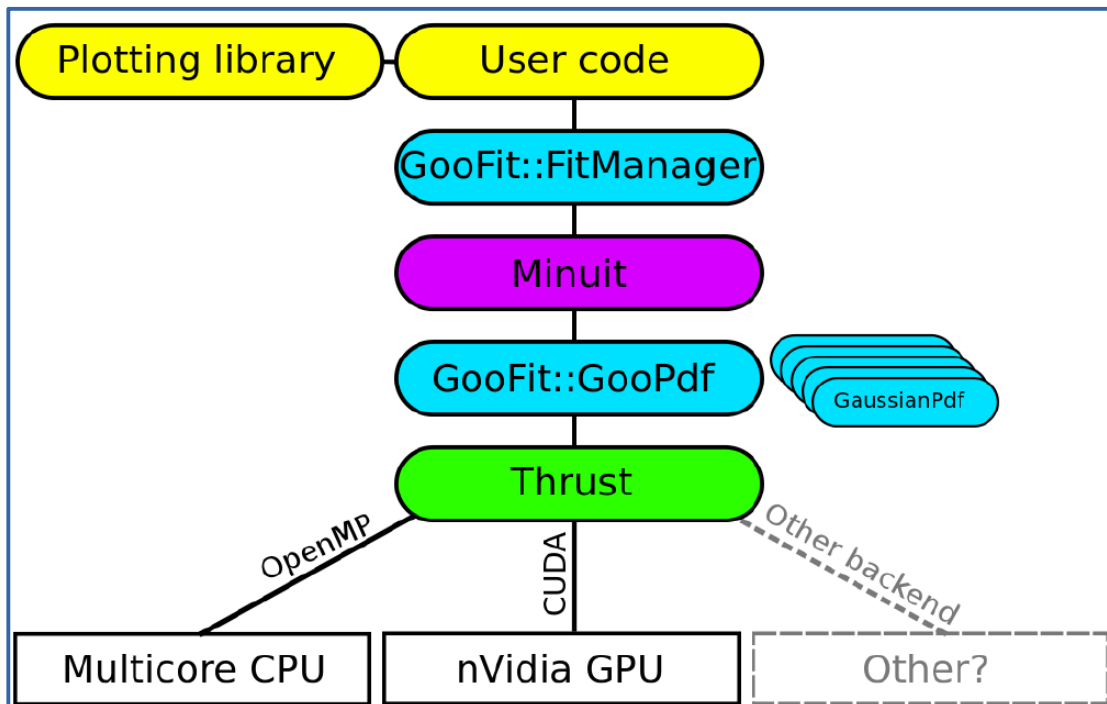 Plotting library
User code
GooFit::FitManager
Minuit
GooFit::GooPdf
GaussianPdf
Thrust
OpenMP
CUDA
Other backend
Multicore CPU
nVidia GPU
Other?